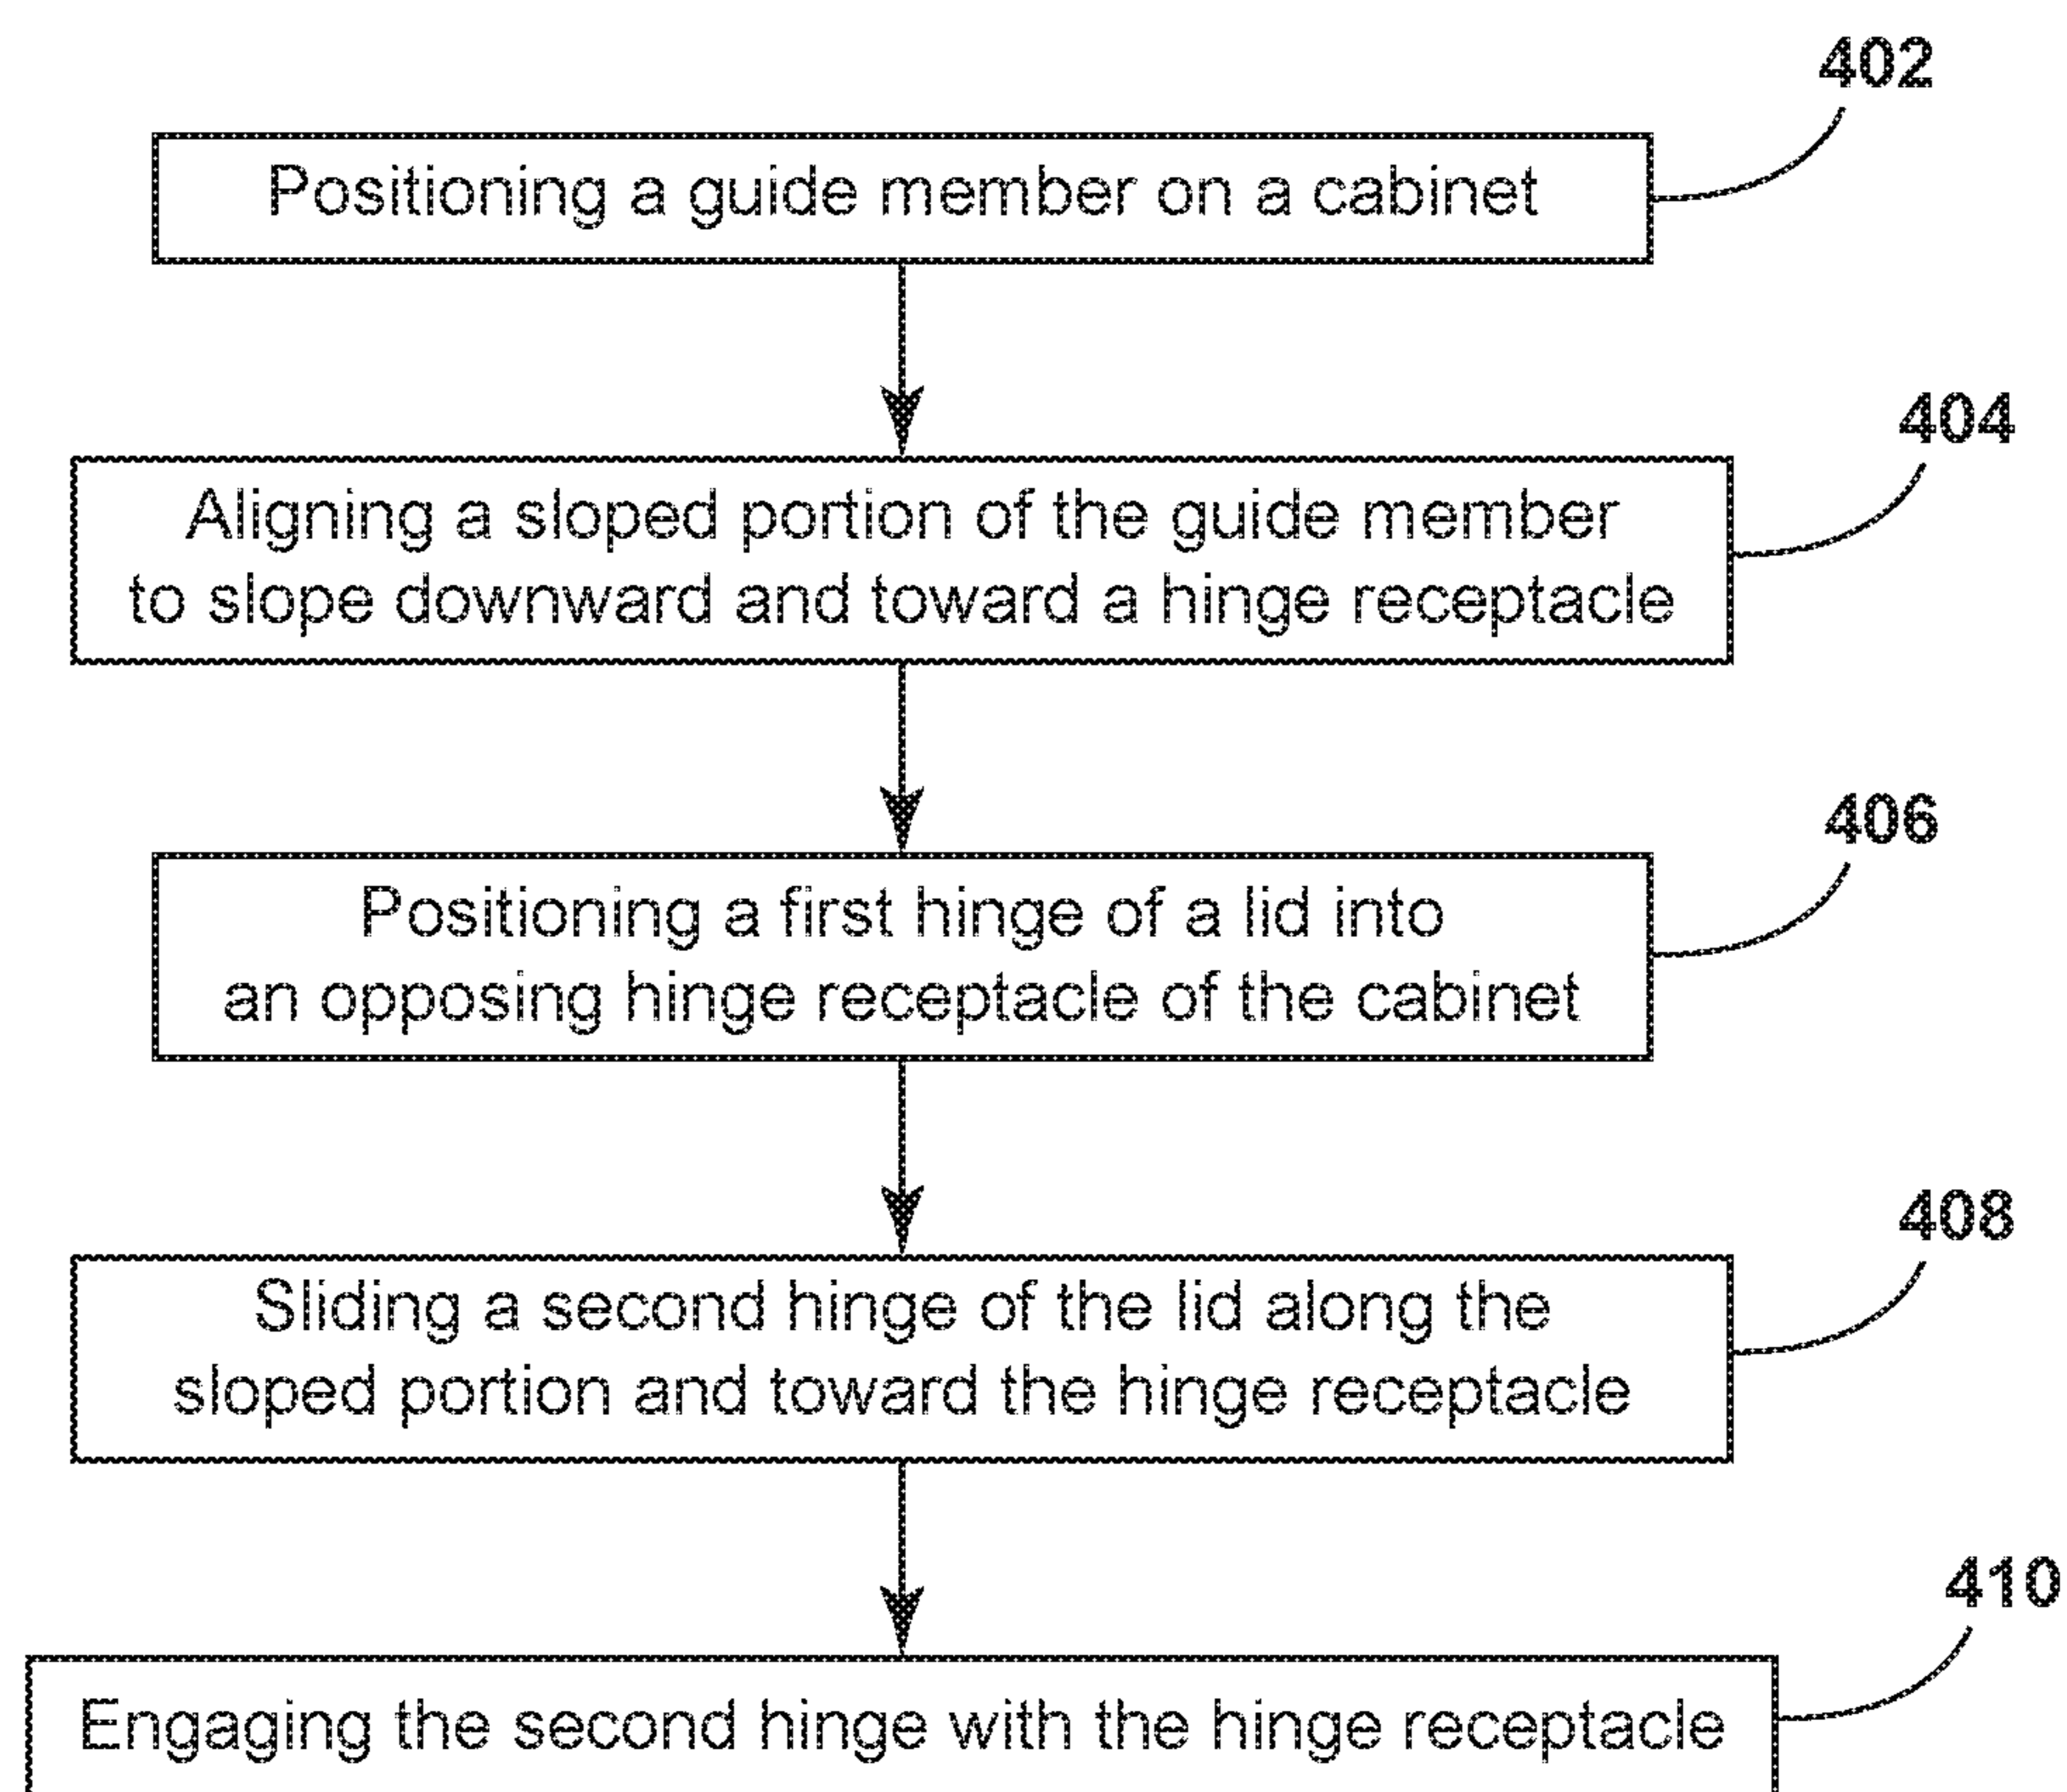 402
Positioning a guide member on a cabinet
404
Aligning a sloped portion of the guide member
to slope downward and toward a hinge receptacle
406
Positioning a first hinge of a lid into
an opposing hinge receptacle of the cabinet
408
Sliding a second hinge of the lid along the
sloped portion and toward the hinge receptacle
410
Engaging the second hinge with the hinge receptacle